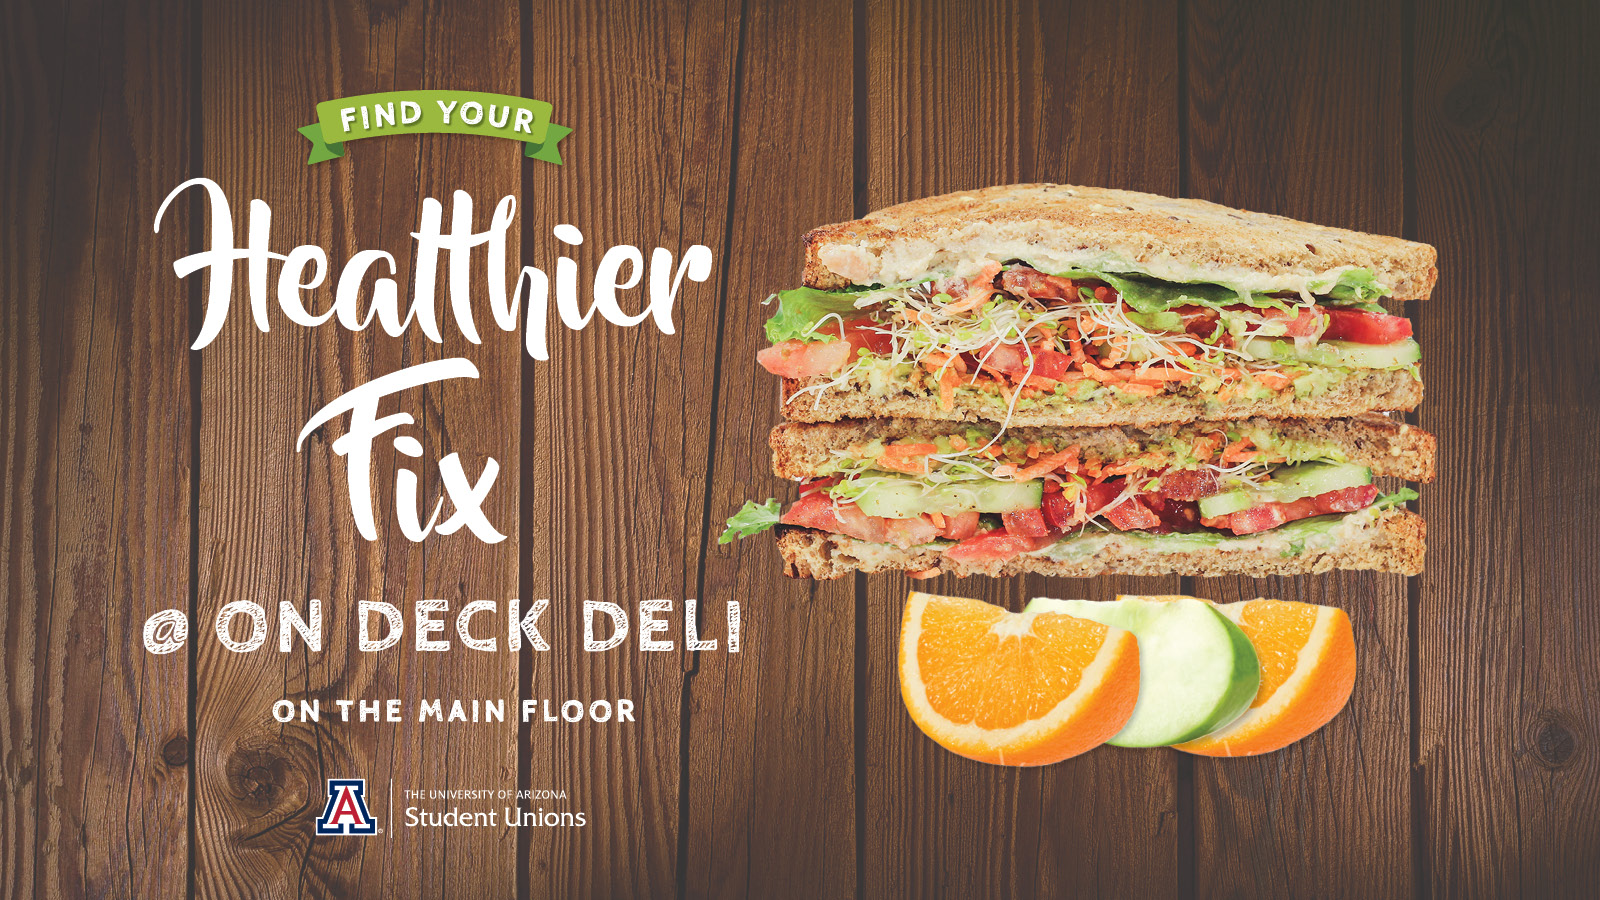 FIND YOUR
Healthier
Fix
@ ON DECK DELI
ON THE MAIN FLOOR
A
THE UNIVERSITY OF ARIZONA
Student Unions